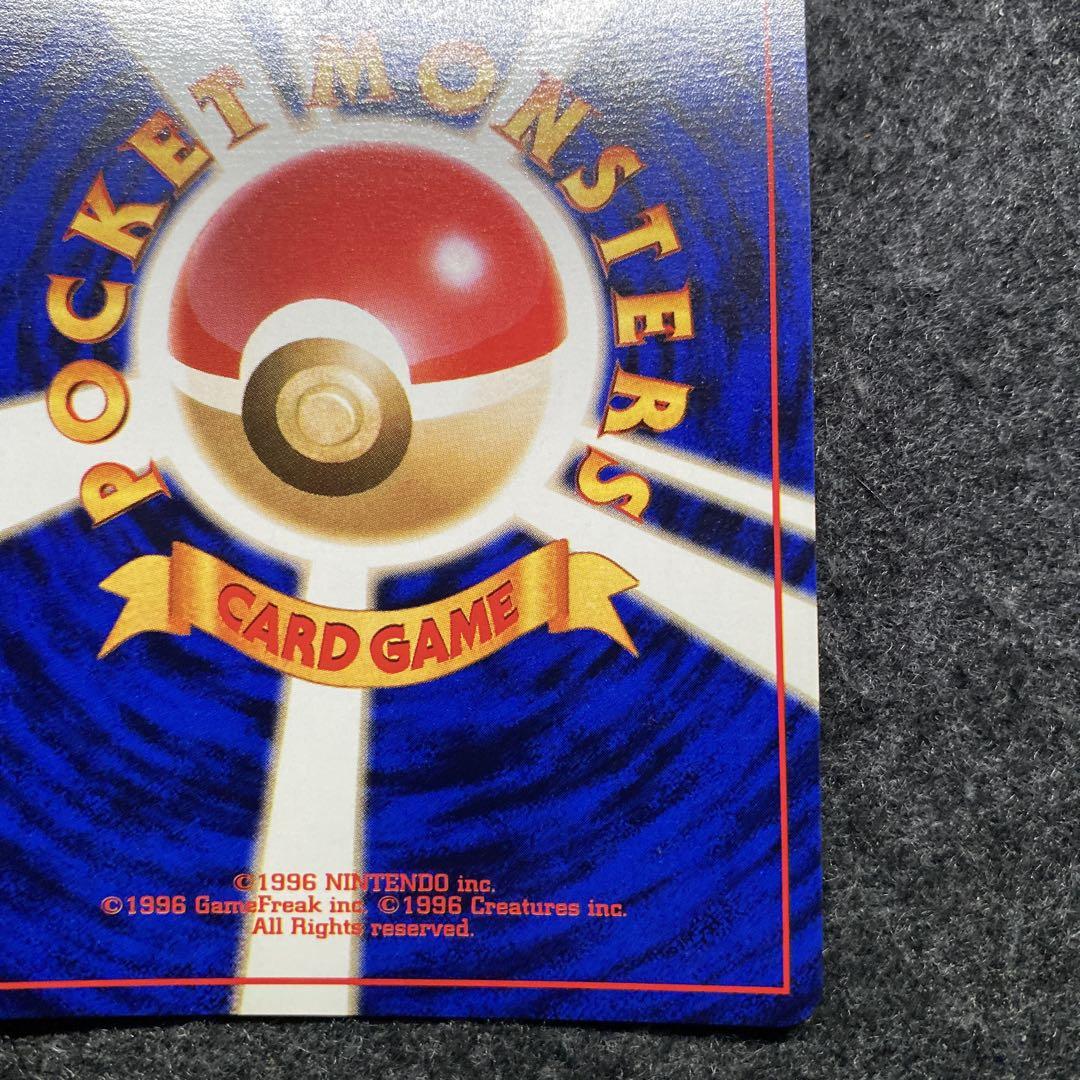 POCKET MONSTERS
CARD GAME
©1996 NINTENDO inc.
©1996 GameFreak inc. ©1996 Creatures inc.
All Rights reserved.